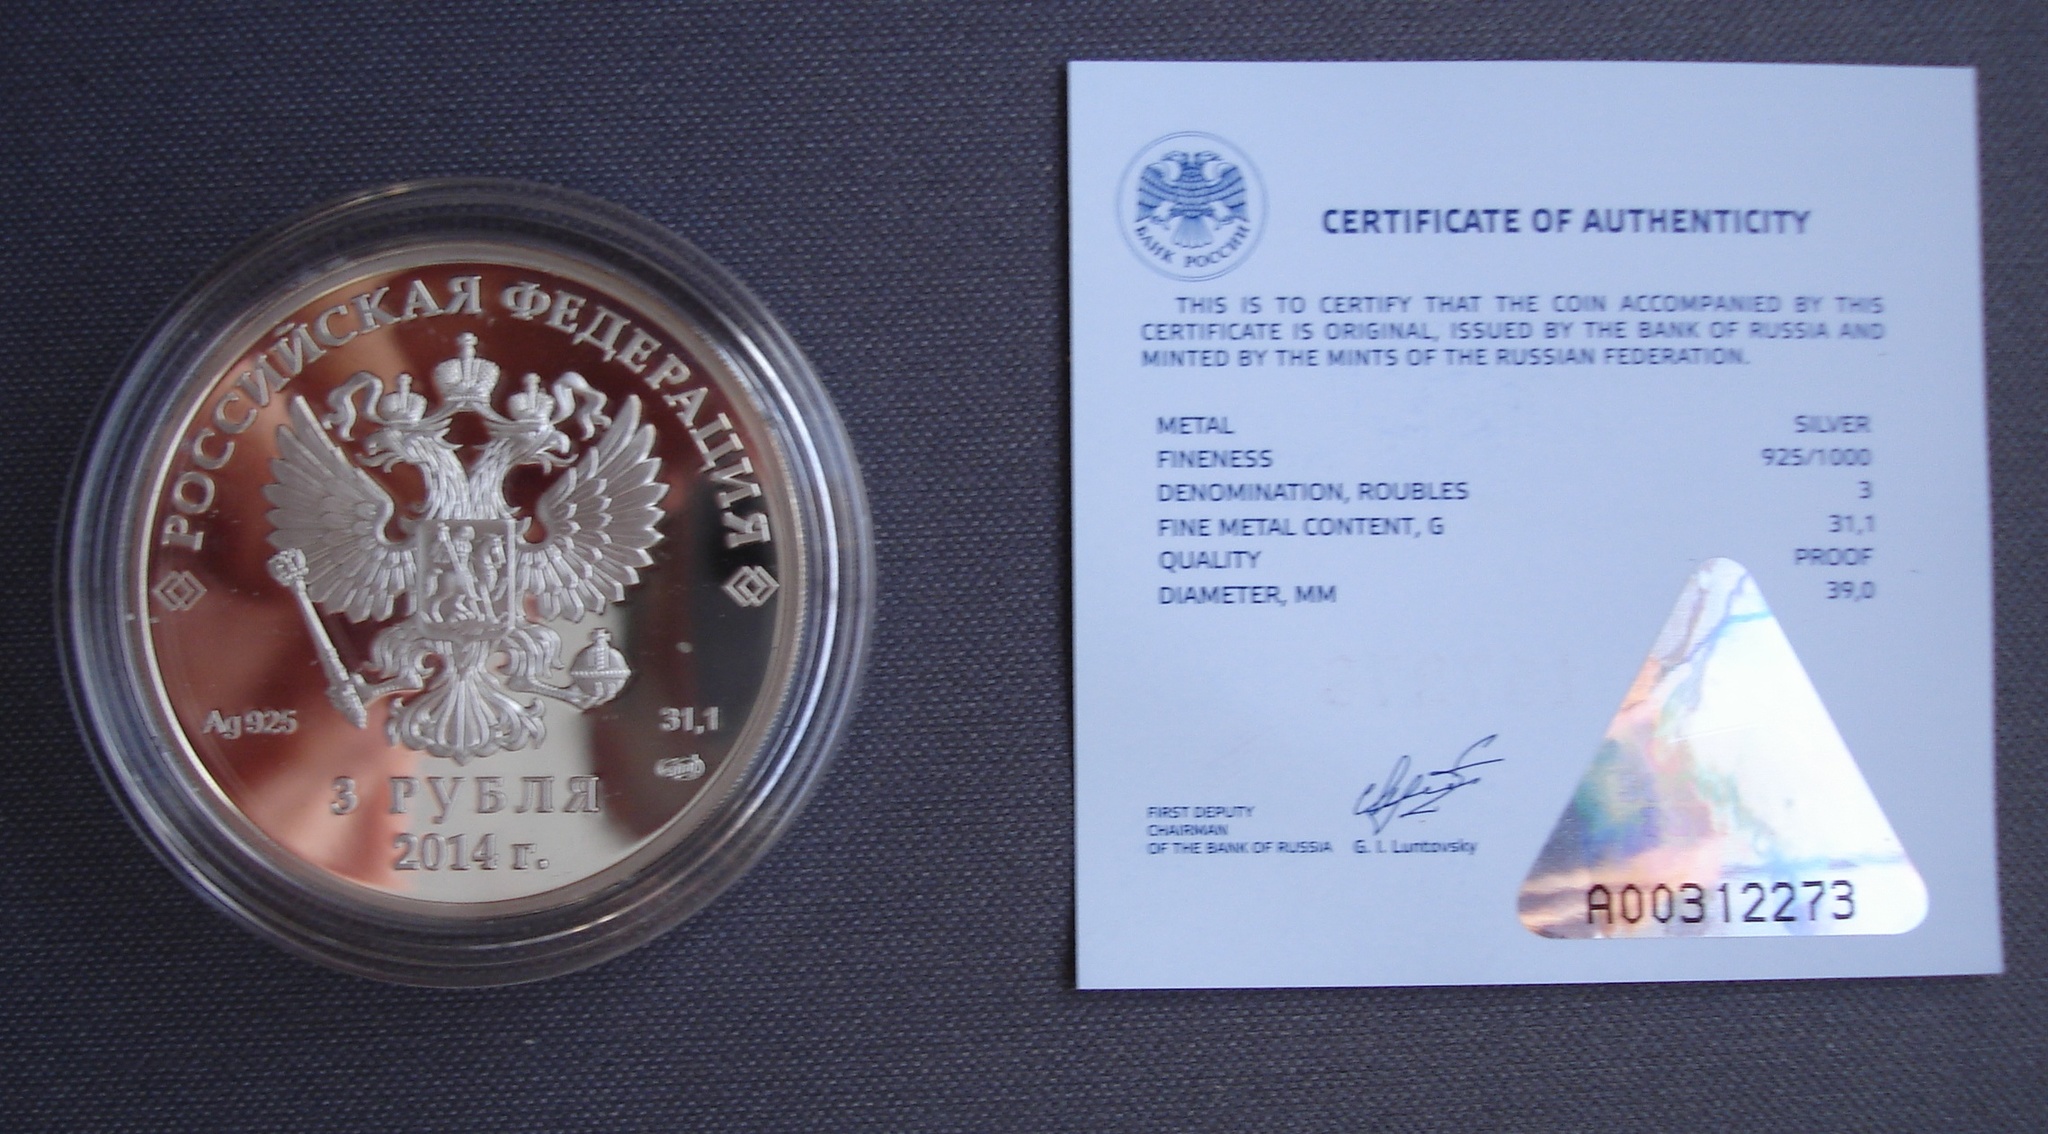 РОССИЙСКАЯ ФЕДЕРАЦИЯ
Ag 925
31,1
3 РУБЛЯ
2014 г.
БАНК РОССИИ
CERTIFICATE OF AUTHENTICITY
THIS IS TO CERTIFY THAT THE COIN ACCOMPANIED BY THIS
CERTIFICATE IS ORIGINAL, ISSUED BY THE BANK OF RUSSIA AND
MINTED BY THE MINTS OF THE RUSSIAN FEDERATION.
METAL SILVER
FINENESS 925/1000
DENOMINATION, ROUBLES 3
FINE METAL CONTENT, G 31,1
QUALITY PROOF
DIAMETER, MM 39,0
FIRST DEPUTY
CHAIRMAN
OF THE BANK OF RUSSIA G. I. Luntovsky
A00312273